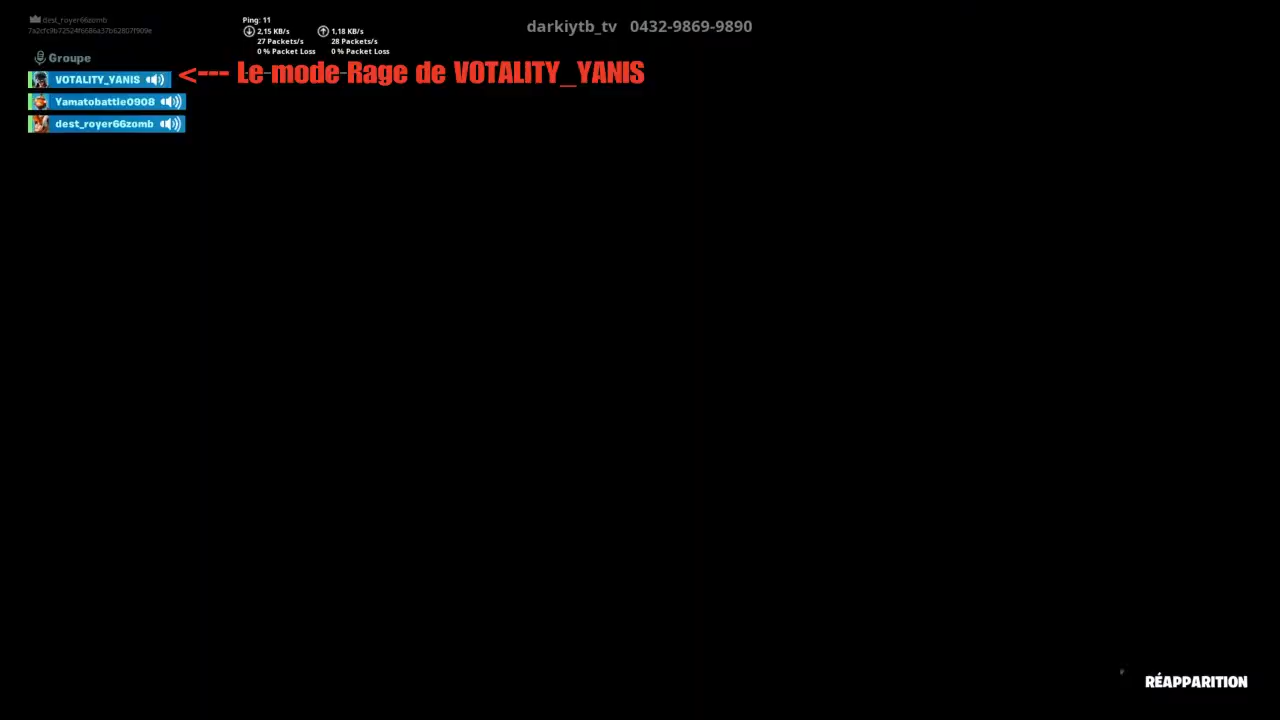 dest_royer66zomb
Ping: 11
2,15 KB/s 1,18 KB/s
27 Packets/s 28 Packets/s
0 % Packet Loss 0 % Packet Loss
darkiytb_tv 0432-9869-9890
Groupe
VOTALITY_YANIS
<--- Le mode Rage de VOTALITY_YANIS
Yamatobattle0908
dest_royer66zomb
RÉAPPARITION